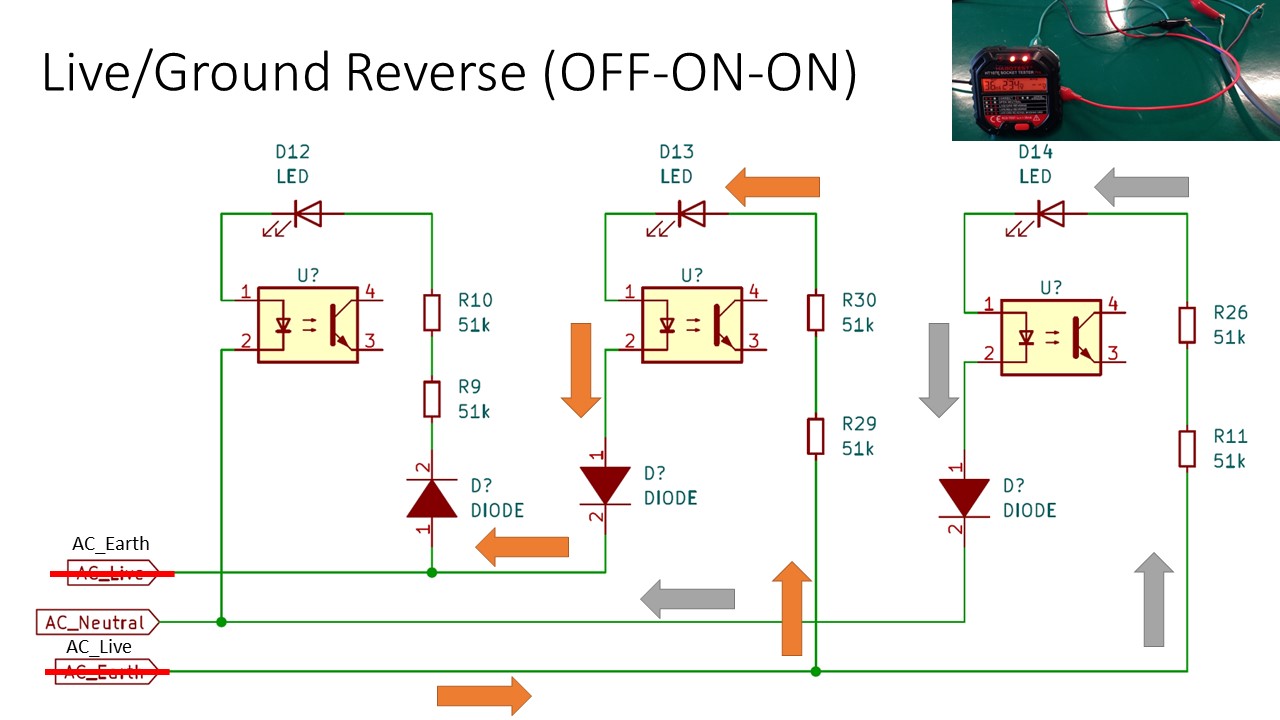 Live/Ground Reverse (OFF-ON-ON)
D12
LED
D13
LED
D14
LED
U?
1
4
2
3
R10
51k
R9
51k
2
D?
DIODE
1
U?
1
4
2
3
R30
51k
R29
51k
1
D?
DIODE
2
U?
1
4
2
3
R26
51k
R11
51k
1
D?
DIODE
2
AC_Earth
AC_Live
AC_Neutral
AC_Live
AC_Earth